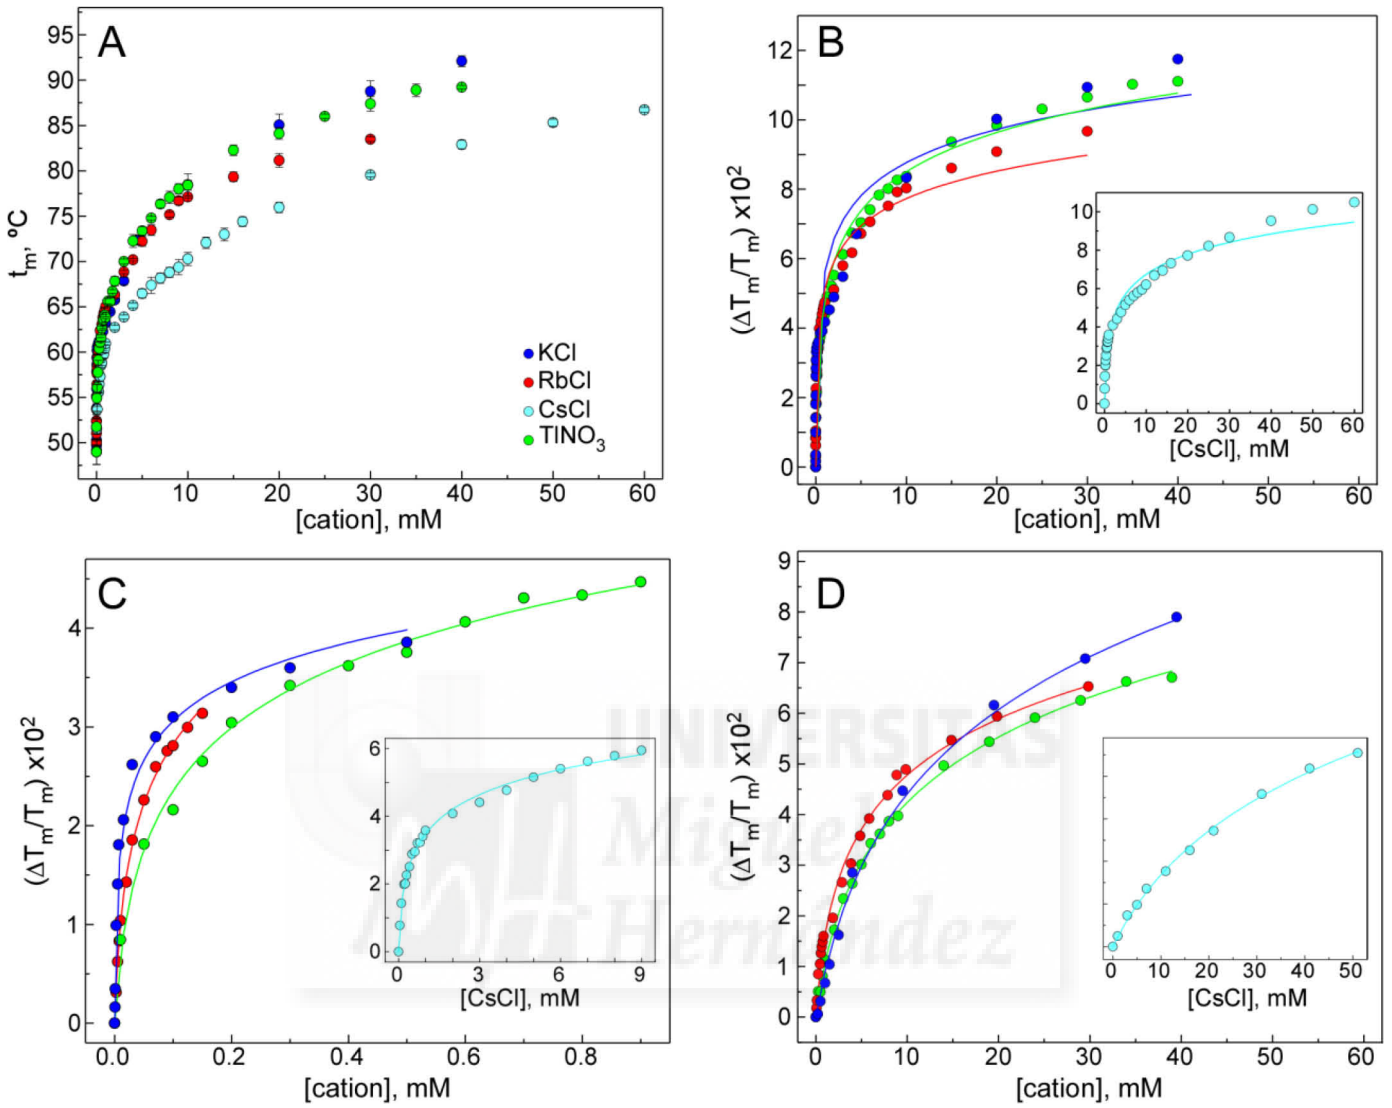 A
95
90
85
80
75
70
65
60
55
50
t_m, ºC
KCl
RbCl
CsCl
TlNO₃
0 10 20 30 40 50 60
[cation], mM
B
12
10
8
6
4
2
0
(ΔT_m/T_m) x10²
10
8
6
4
2
0
0 10 20 30 40 50 60
[CsCl], mM
0 10 20 30 40 50 60
[cation], mM
C
4
3
2
1
0
(ΔT_m/T_m) x10²
6
4
2
0
0 3 6 9
[CsCl], mM
0.0 0.2 0.4 0.6 0.8
[cation], mM
D
9
8
7
6
5
4
3
2
1
0
(ΔT_m/T_m) x10²
0 10 20 30 40 50
[CsCl], mM
0 10 20 30 40 50 60
[cation], mM
UNIVERSITAS
Miguel
Hernández